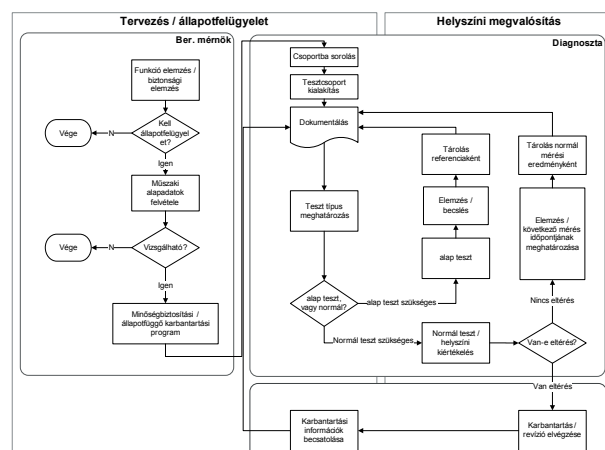 Tervezés / állapotfelügyelet
Helyszíni megvalósítás
Ber. mérnök
Diagnoszta
Funkció elemzés /
biztonsági
elemzés
Kell
állapotfelügyel
et?
N
Vége
Igen
Műszaki
alapadatok
felvétele
Vizsgálható?
N
Vége
Igen
Minőségbiztosítási /
állapotfüggő karbantartási
program
Csoportba sorolás
Tesztcsoport
kialakítás
Dokumentálás
Teszt típus
meghatározás
alap teszt,
vagy normál?
alap teszt szükséges
alap teszt
Elemzés /
becslés
Tárolás
referenciaként
Normál teszt szükséges
Normál teszt /
helyszíni
kiértékelés
Van-e eltérés?
Nincs eltérés
Elemzés /
következő mérés
időpontjának
meghatározása
Tárolás normál
mérési
eredményként
Van eltérés
Karbantartás /
revízió elvégzése
Karbantartási
információk
becsatolása